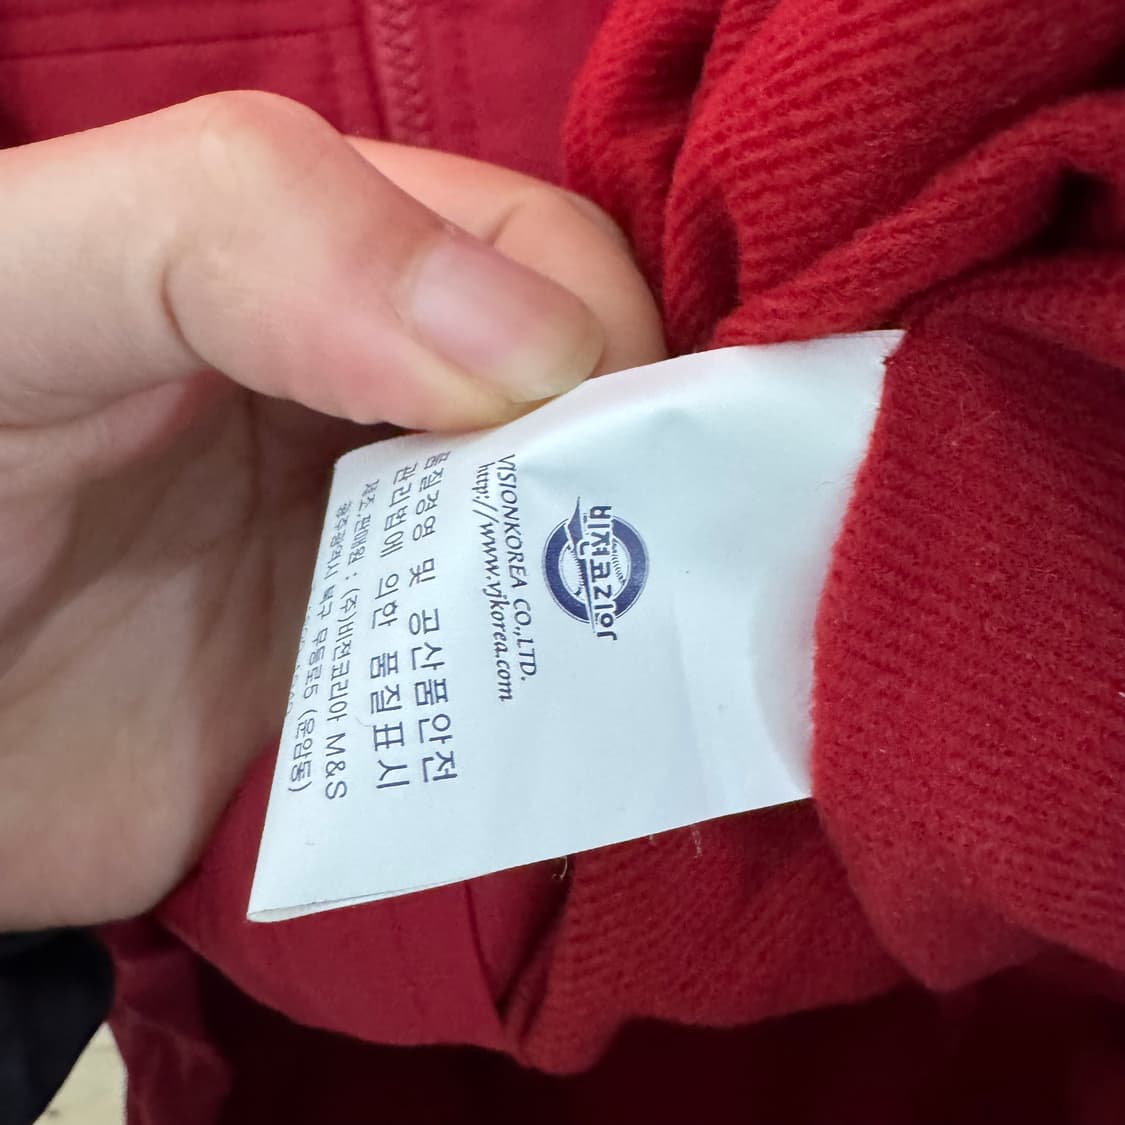 비전코리아
VISIONKOREA CO.,LTD.
http://www.vjkorea.com
품질경영 및 공산품안전
관리법에 의한 품질표시
제조,판매원 : (주)비전코리아 M&S
광주광역시 북구 무등로5 (운암동)